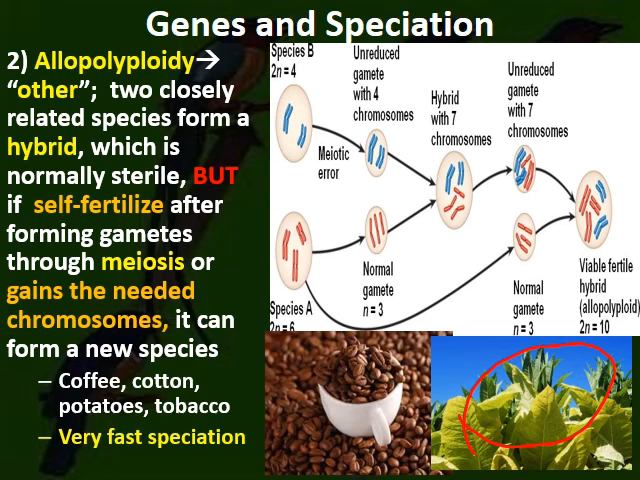 Genes and Speciation
2) Allopolyploidy→
“other”; two closely
related species form a
hybrid, which is
normally sterile, BUT
if self-fertilize after
forming gametes
through meiosis or
gains the needed
chromosomes, it can
form a new species
– Coffee, cotton,
potatoes, tobacco
– Very fast speciation
Species B
2n = 4
Unreduced
gamete
with 4
chromosomes
Meiotic
error
Hybrid
with 7
chromosomes
Unreduced
gamete
with 7
chromosomes
Species A
2n = 6
Normal
gamete
n = 3
Normal
gamete
n = 3
Viable fertile
hybrid
(allopolyploid)
2n = 10